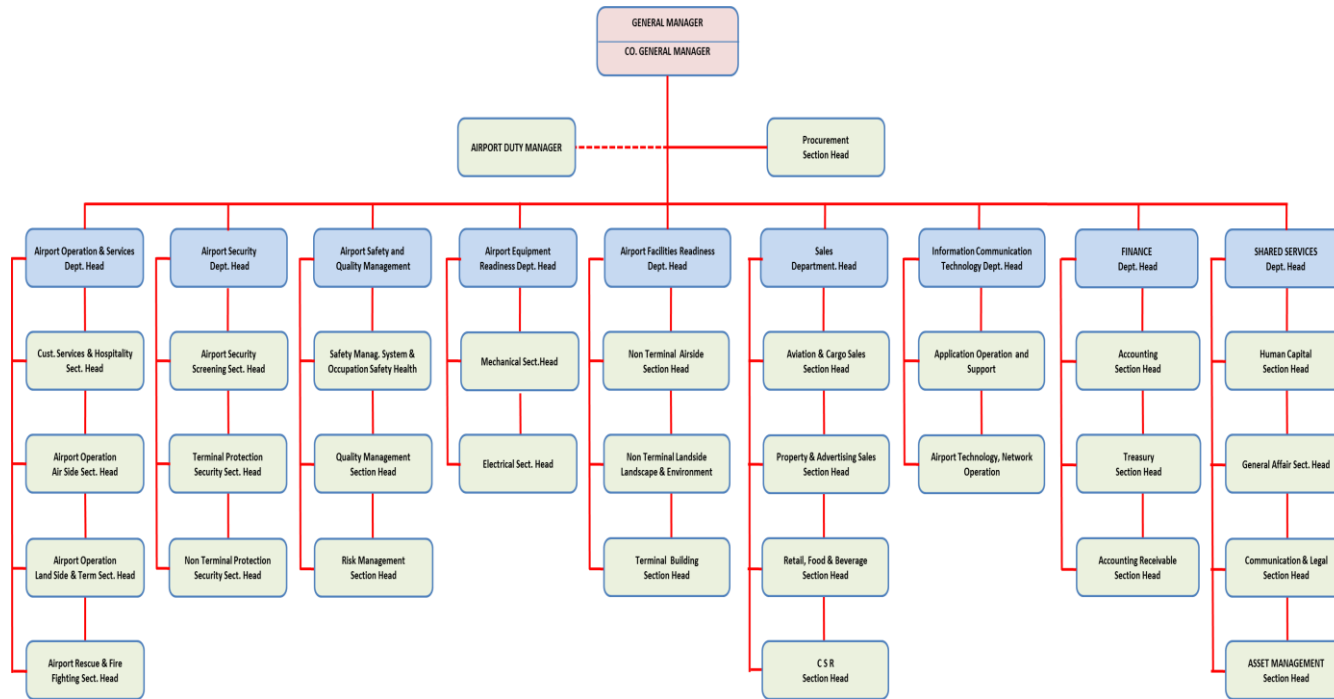 GENERAL MANAGER
CO. GENERAL MANAGER
AIRPORT DUTY MANAGER
Procurement
Section Head
Airport Operation & Services
Dept. Head
Airport Security
Dept. Head
Airport Safety and
Quality Management
Airport Equipment
Readiness Dept. Head
Airport Facilities Readiness
Dept. Head
Sales
Department. Head
Information Communication
Technology Dept. Head
FINANCE
Dept. Head
SHARED SERVICES
Dept. Head
Cust. Services & Hospitality
Sect. Head
Airport Security
Screening Sect. Head
Safety Manag. System &
Occupation Safety Health
Mechanical Sect.Head
Non Terminal Airside
Section Head
Aviation & Cargo Sales
Section Head
Application Operation and
Support
Accounting
Section Head
Human Capital
Section Head
Airport Operation
Air Side Sect. Head
Terminal Protection
Security Sect. Head
Quality Management
Section Head
Electrical Sect. Head
Non Terminal Landside
Landscape & Environment
Property & Advertising Sales
Section Head
Airport Technology, Network
Operation
Treasury
Section Head
General Affair Sect. Head
Airport Operation
Land Side & Term Sect. Head
Non Terminal Protection
Security Sect. Head
Risk Management
Section Head
Terminal Building
Section Head
Retail, Food & Beverage
Section Head
Accounting Receivable
Section Head
Communication & Legal
Section Head
Airport Rescue & Fire
Fighting Sect. Head
C S R
Section Head
ASSET MANAGEMENT
Section Head